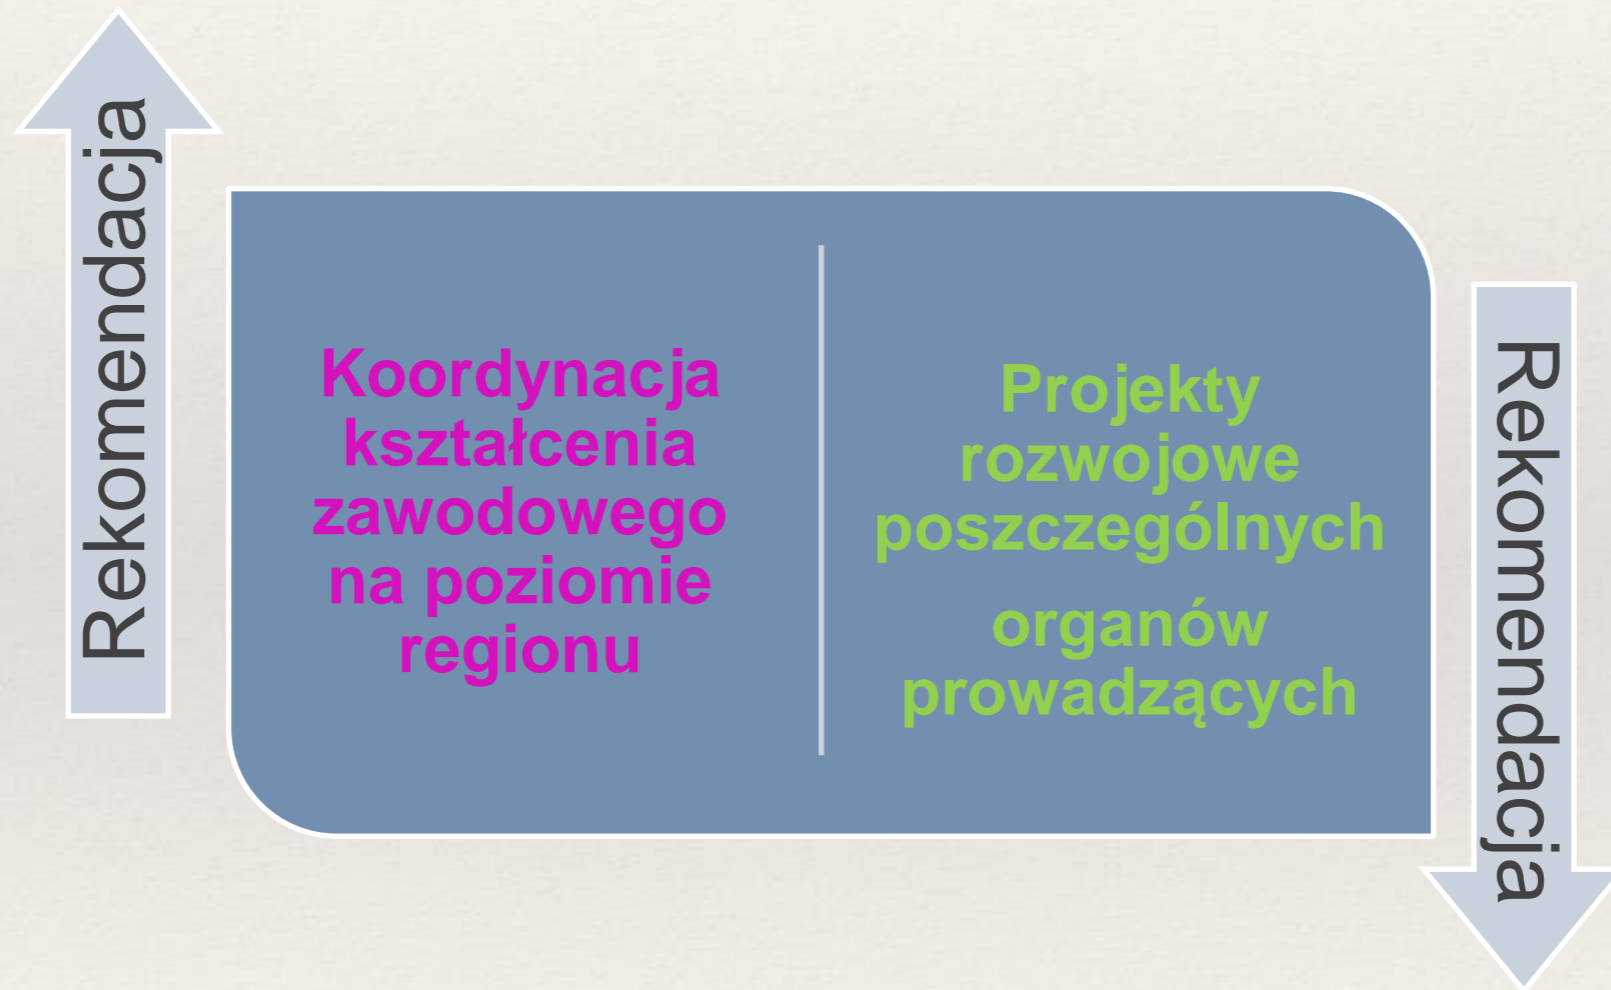 Rekomendacja
Koordynacja
kształcenia
zawodowego
na poziomie
regionu
Projekty
rozwojowe
poszczególnych
organów
prowadzących
Rekomendacja